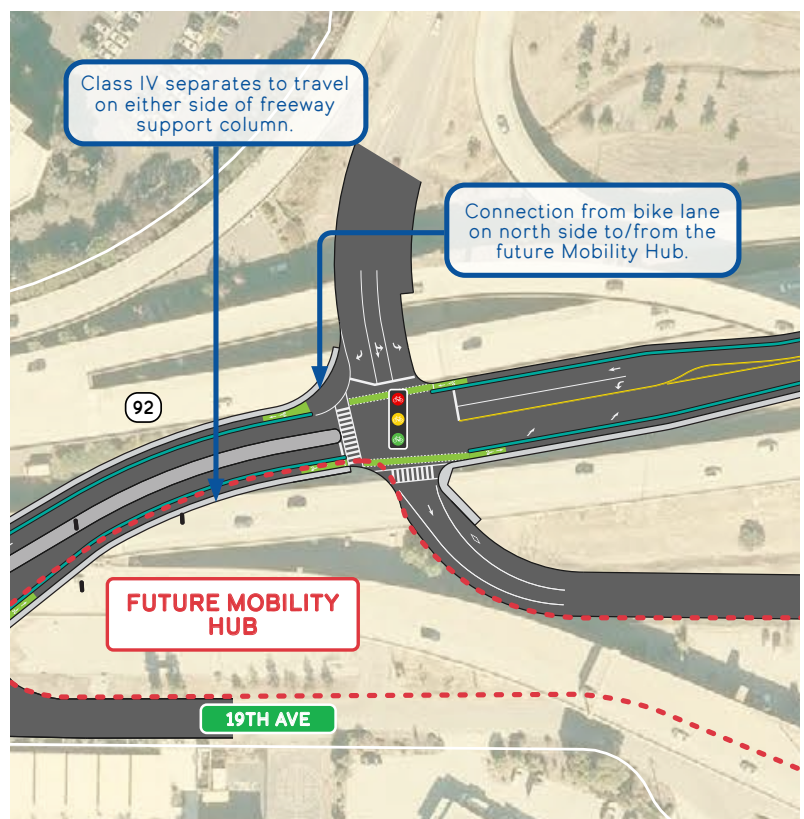 Class IV separates to travel
on either side of freeway
support column.
Connection from bike lane
on north side to/from the
future Mobility Hub.
92
FUTURE MOBILITY
HUB
19TH AVE